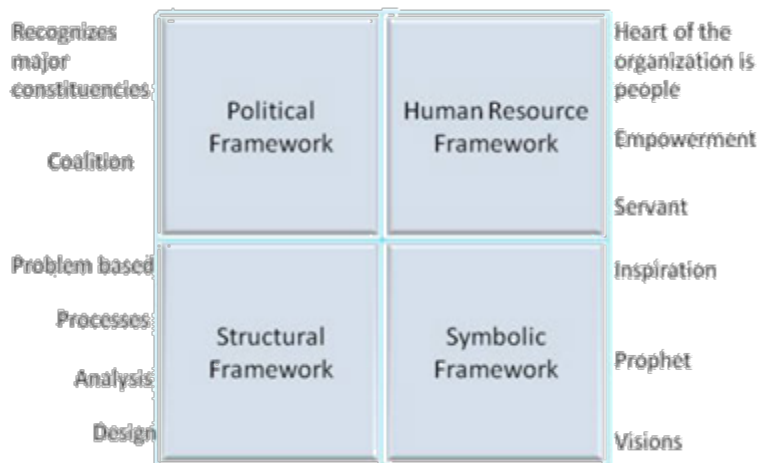 Recognizes
major
constituencies
Coalition
Political
Framework
Human Resource
Framework
Heart of the
organization is
people
Empowerment
Servant
Problem based
Processes
Analysis
Design
Structural
Framework
Symbolic
Framework
Inspiration
Prophet
Visions